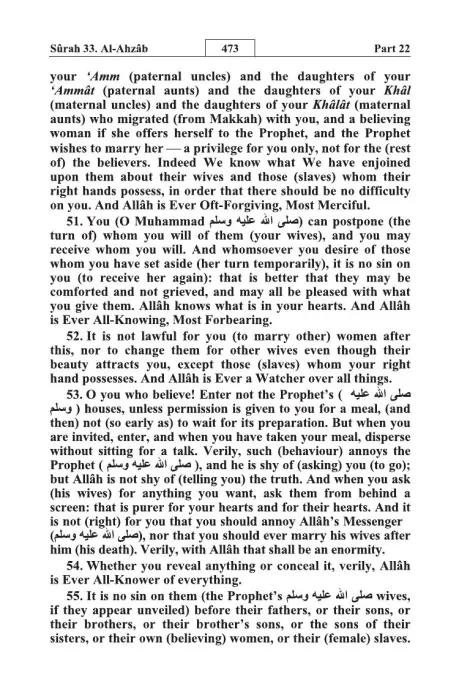 Sûrah 33. Al-Ahzâb 473 Part 22
your ‘Amm (paternal uncles) and the daughters of your
‘Ammât (paternal aunts) and the daughters of your Khâl
(maternal uncles) and the daughters of your Khâlât (maternal
aunts) who migrated (from Makkah) with you, and a believing
woman if she offers herself to the Prophet, and the Prophet
wishes to marry her — a privilege for you only, not for the (rest
of) the believers. Indeed We know what We have enjoined
upon them about their wives and those (slaves) whom their
right hands possess, in order that there should be no difficulty
on you. And Allâh is Ever Oft-Forgiving, Most Merciful.
51. You (O Muhammad صلى الله عليه وسلم) can postpone (the
turn of) whom you will of them (your wives), and you may
receive whom you will. And whomsoever you desire of those
whom you have set aside (her turn temporarily), it is no sin on
you (to receive her again): that is better that they may be
comforted and not grieved, and may all be pleased with what
you give them. Allâh knows what is in your hearts. And Allâh
is Ever All-Knowing, Most Forbearing.
52. It is not lawful for you (to marry other) women after
this, nor to change them for other wives even though their
beauty attracts you, except those (slaves) whom your right
hand possesses. And Allâh is Ever a Watcher over all things.
53. O you who believe! Enter not the Prophet’s ( صلى الله عليه
وسلم ) houses, unless permission is given to you for a meal, (and
then) not (so early as) to wait for its preparation. But when you
are invited, enter, and when you have taken your meal, disperse
without sitting for a talk. Verily, such (behaviour) annoys the
Prophet ( صلى الله عليه وسلم ), and he is shy of (asking) you (to go);
but Allâh is not shy of (telling you) the truth. And when you ask
(his wives) for anything you want, ask them from behind a
screen: that is purer for your hearts and for their hearts. And it
is not (right) for you that you should annoy Allâh’s Messenger
(صلى الله عليه وسلم), nor that you should ever marry his wives after
him (his death). Verily, with Allâh that shall be an enormity.
54. Whether you reveal anything or conceal it, verily, Allâh
is Ever All-Knower of everything.
55. It is no sin on them (the Prophet’s صلى الله عليه وسلم wives,
if they appear unveiled) before their fathers, or their sons, or
their brothers, or their brother’s sons, or the sons of their
sisters, or their own (believing) women, or their (female) slaves.